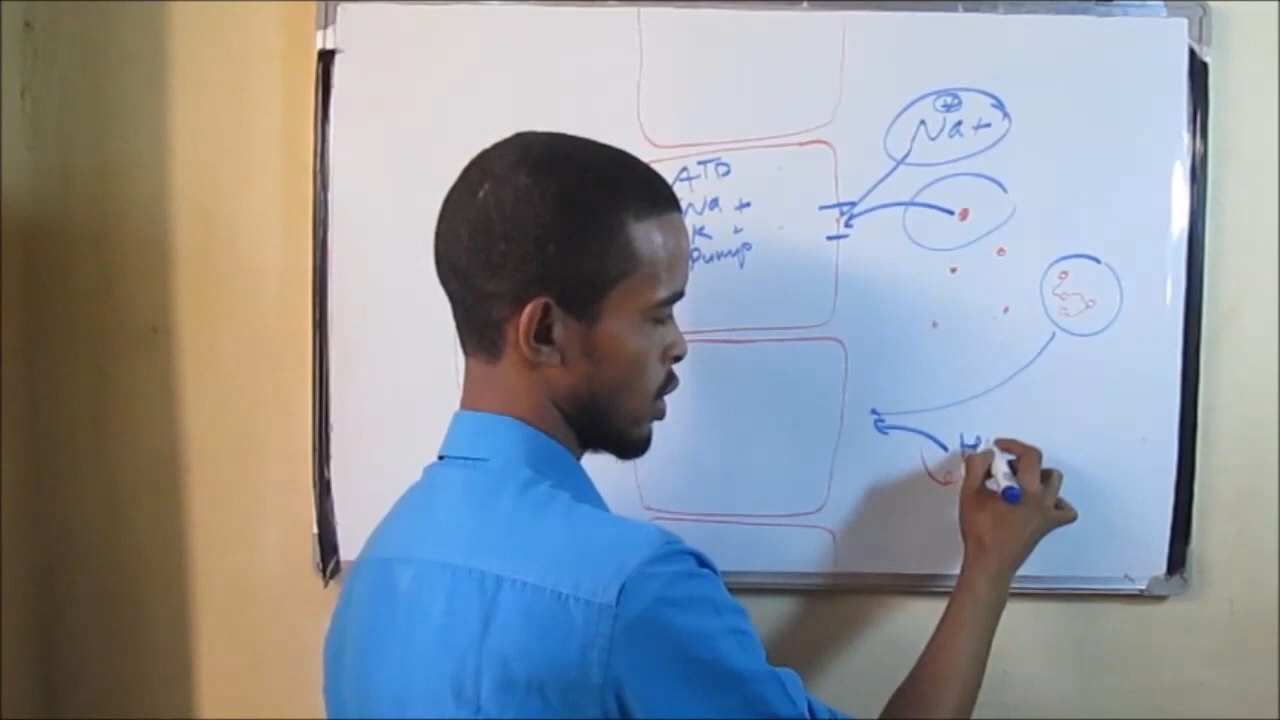 Na+
ATP
Na +
K +
Pump